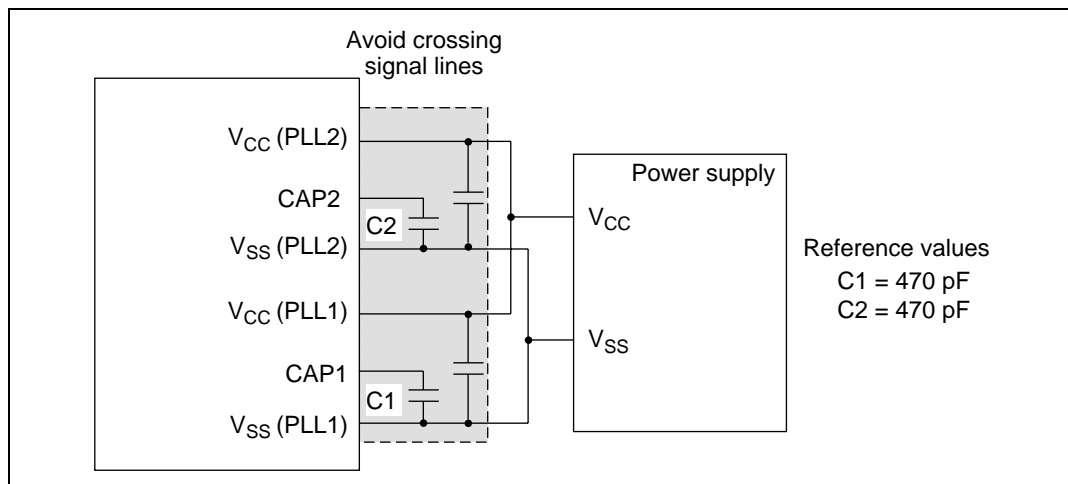 Avoid crossing
signal lines
VCC (PLL2)
CAP2
C2
VSS (PLL2)
VCC (PLL1)
CAP1
C1
VSS (PLL1)
Power supply
VCC
VSS
Reference values
C1 = 470 pF
C2 = 470 pF